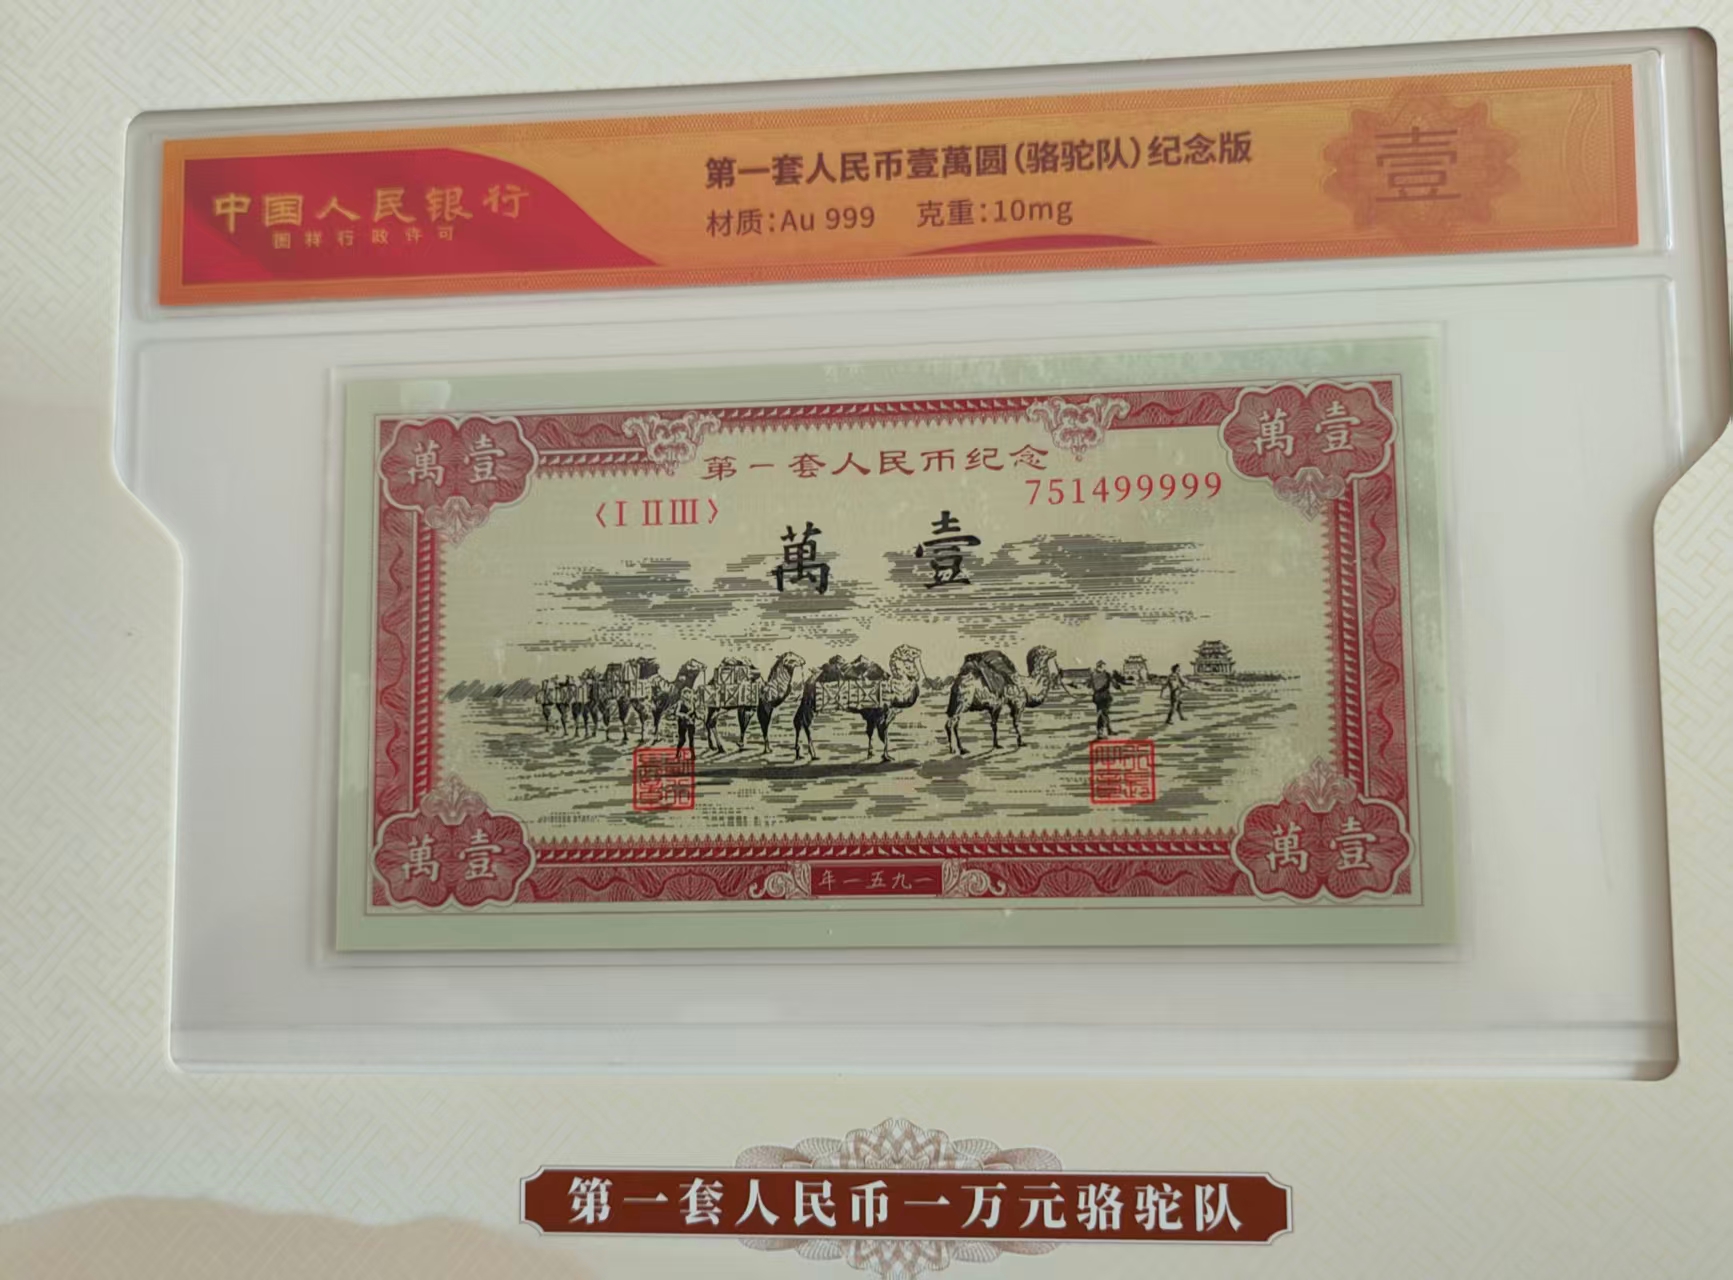 中国人民银行
图样行政许可
第一套人民币壹萬圆(骆驼队)纪念版
材质:Au 999 克重:10mg
壹
萬壹
萬壹
第一套人民币纪念
〈I II III〉
751499999
萬 壹
萬壹
年一五九一
萬壹
第一套人民币一万元骆驼队